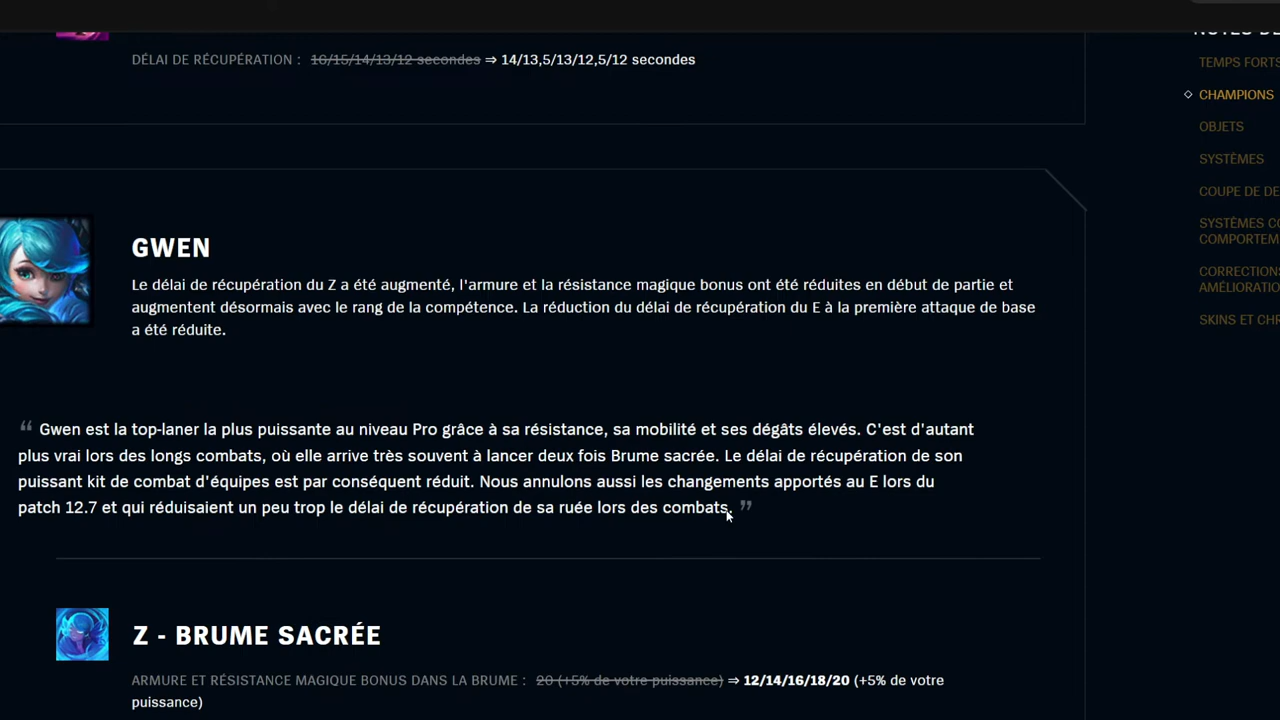 DÉLAI DE RÉCUPÉRATION : 16/15/14/13/12 secondes ⇒ 14/13,5/13/12,5/12 secondes
GWEN
Le délai de récupération du Z a été augmenté, l'armure et la résistance magique bonus ont été réduites en début de partie et
augmentent désormais avec le rang de la compétence. La réduction du délai de récupération du E à la première attaque de base
a été réduite.
“ Gwen est la top-laner la plus puissante au niveau Pro grâce à sa résistance, sa mobilité et ses dégâts élevés. C'est d'autant
plus vrai lors des longs combats, où elle arrive très souvent à lancer deux fois Brume sacrée. Le délai de récupération de son
puissant kit de combat d'équipes est par conséquent réduit. Nous annulons aussi les changements apportés au E lors du
patch 12.7 et qui réduisaient un peu trop le délai de récupération de sa ruée lors des combats. ”
Z - BRUME SACRÉE
ARMURE ET RÉSISTANCE MAGIQUE BONUS DANS LA BRUME : 20 (+5% de votre puissance) ⇒ 12/14/16/18/20 (+5% de votre
puissance)
TEMPS FORTS
CHAMPIONS
OBJETS
SYSTÈMES
COUPE DE DE
SYSTÈMES CO
COMPORTEM
CORRECTION
AMÉLIORATIO
SKINS ET CHR